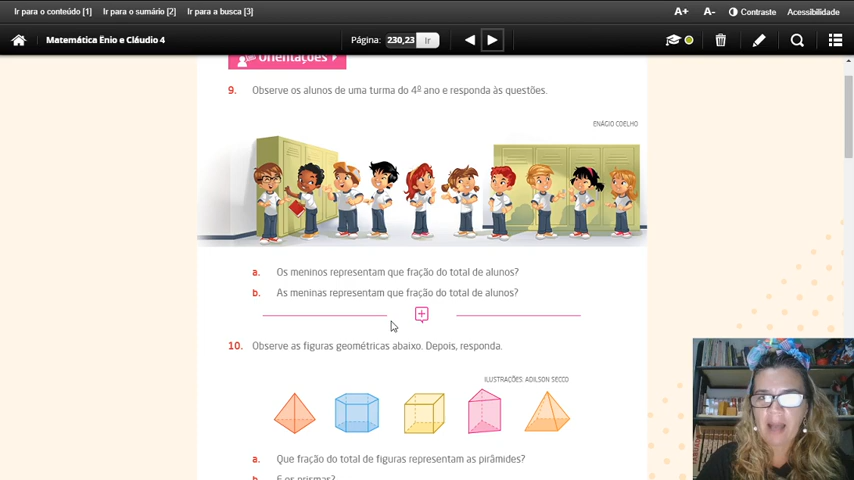 Ir para o conteúdo [1] Ir para o sumário [2] Ir para a busca [3] A+ A- Contraste Acessibilidade
Matemática Enio e Cláudio 4 Página: 230,23 Ir
Orientações
9. Observe os alunos de uma turma do 4º ano e responda às questões.
ENÁGIO COELHO
a. Os meninos representam que fração do total de alunos?
b. As meninas representam que fração do total de alunos?
10. Observe as figuras geométricas abaixo. Depois, responda.
ILUSTRAÇÕES: ADILSON SECCO
a. Que fração do total de figuras representam as pirâmides?
b. E os prismas?